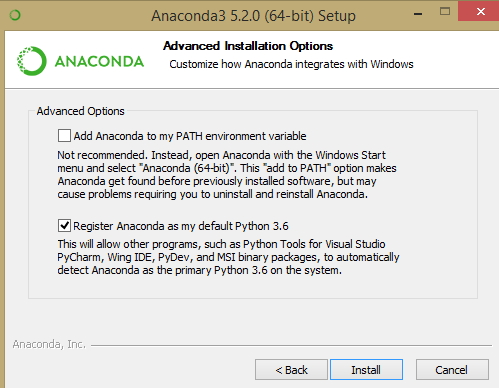 Anaconda3 5.2.0 (64-bit) Setup
ANACONDA
Advanced Installation Options
Customize how Anaconda integrates with Windows
Advanced Options
Add Anaconda to my PATH environment variable
Not recommended. Instead, open Anaconda with the Windows Start
menu and select "Anaconda (64-bit)". This "add to PATH" option makes
Anaconda get found before previously installed software, but may
cause problems requiring you to uninstall and reinstall Anaconda.
Register Anaconda as my default Python 3.6
This will allow other programs, such as Python Tools for Visual Studio
PyCharm, Wing IDE, PyDev, and MSI binary packages, to automatically
detect Anaconda as the primary Python 3.6 on the system.
Anaconda, Inc.
< Back
Install
Cancel